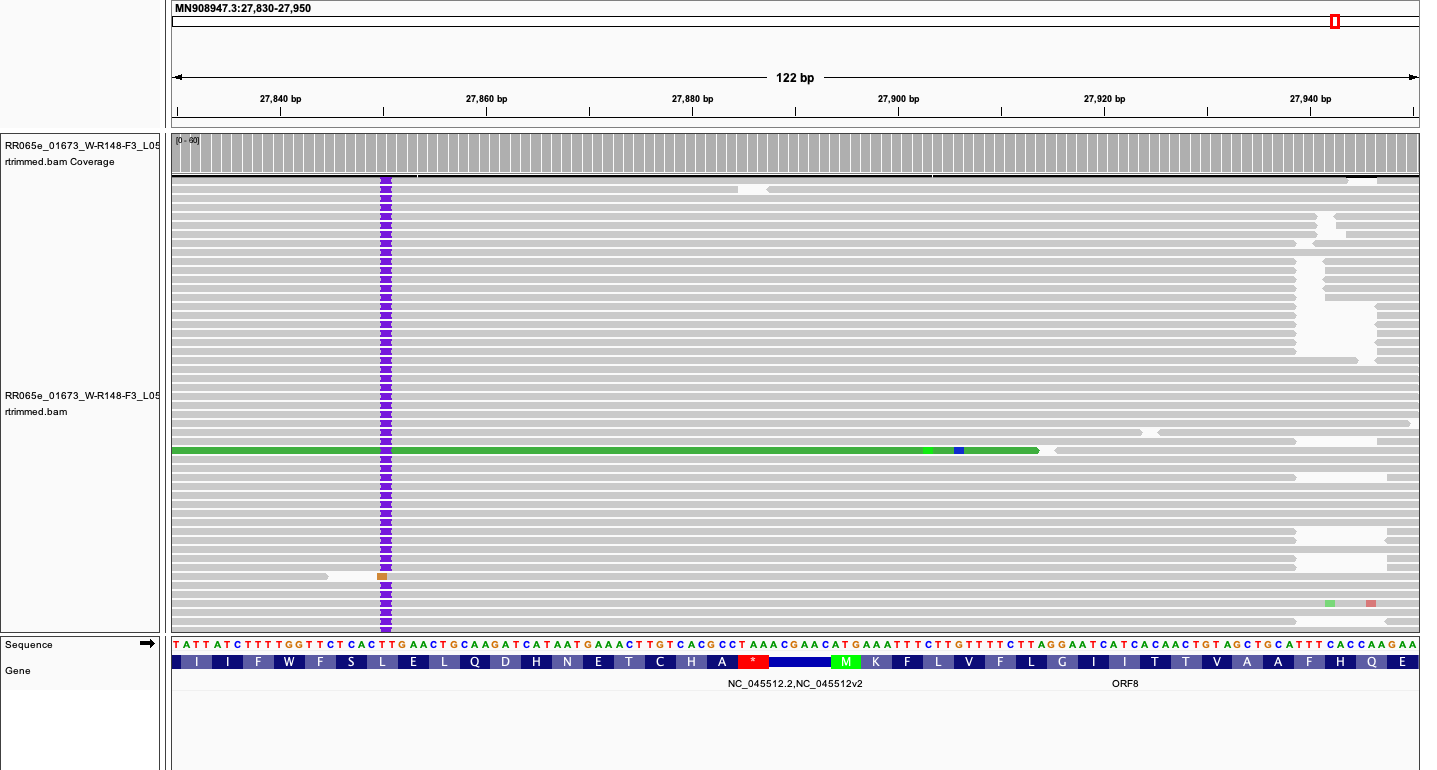 MN908947.3:27,830-27,950
122 bp
27,840 bp 27,860 bp 27,880 bp 27,900 bp 27,920 bp 27,940 bp
RR065e_01673_W-R148-F3_L05
rtrimmed.bam Coverage
[0 - 60]
RR065e_01673_W-R148-F3_L05
rtrimmed.bam
Sequence
TATTATCTTTTGGTTCTCACTTGAACTGCAAGATCATAATGAAACTTGTCACGCCTAAACGAACATGAAATTTCTTGTTTTCTTAGGAATCATCACAACTGTAGCTGCATTTCACCAAGAA
Gene
I I F W F S L E L Q D H N E T C H A * M K F L V F L G I I T T V A A F H Q E
NC_045512.2,NC_045512v2 ORF8